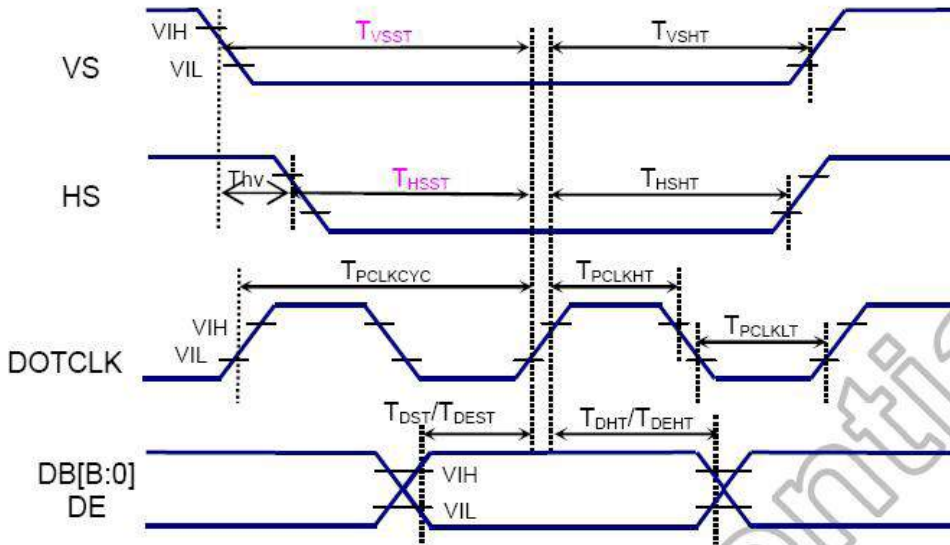 VS
VIH
VIL
TVSST
TVSHT
HS
Thv
THSST
THSHT
DOTCLK
VIH
VIL
TPCLKCYC
TPCLKHT
TPCLKLT
DB[B:0]
DE
TDST/TDEST
TDHT/TDEHT
VIH
VIL